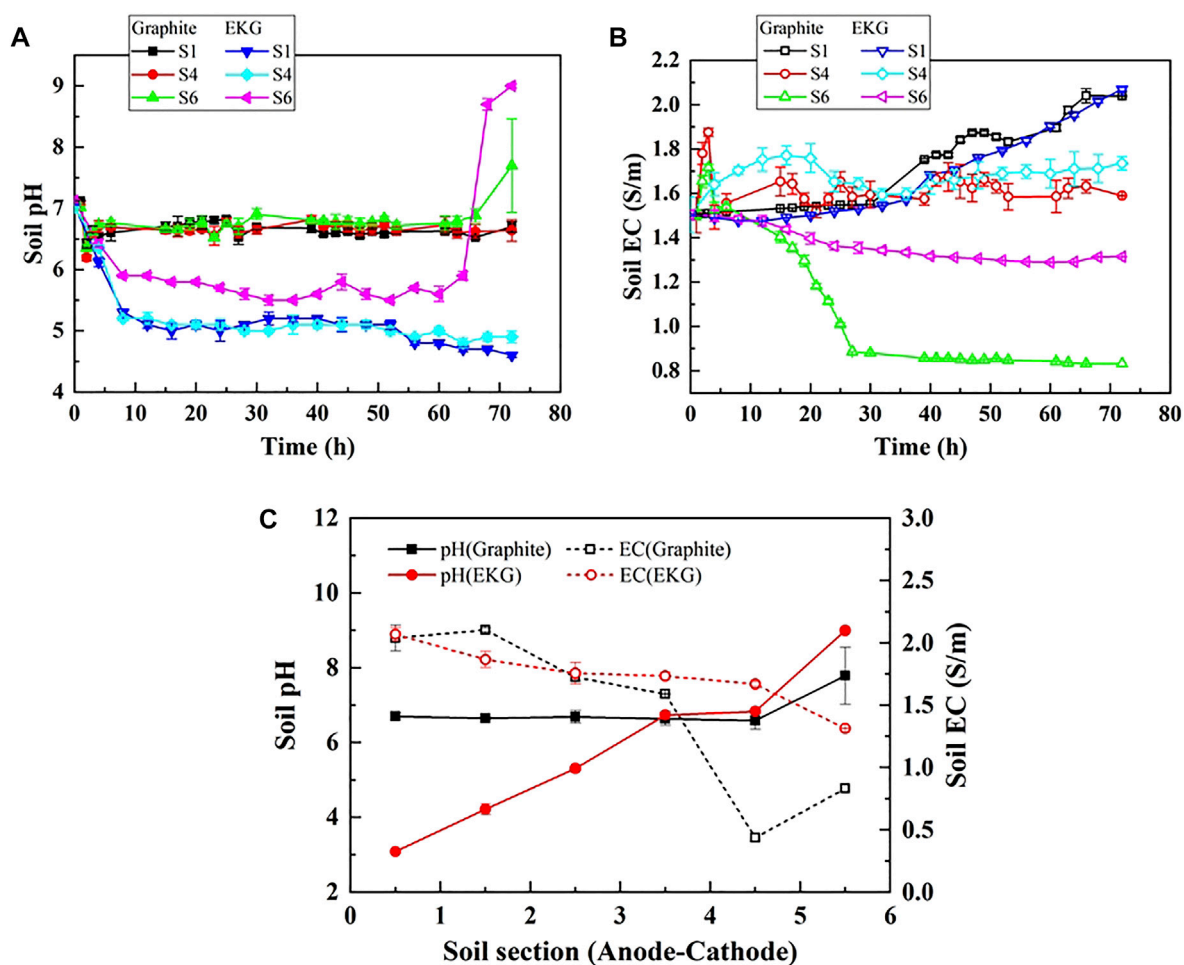 A
Graphite EKG
S1 S1
S4 S4
S6 S6
Soil pH
9
8
7
6
5
4
0 10 20 30 40 50 60 70 80
Time (h)
B
Graphite EKG
S1 S1
S4 S4
S6 S6
Soil EC (S/m)
2.2
2.0
1.8
1.6
1.4
1.2
1.0
0.8
0 10 20 30 40 50 60 70 80
Time (h)
C
pH(Graphite) EC(Graphite)
pH(EKG) EC(EKG)
Soil pH
12
10
8
6
4
2
3.0
2.5
2.0
1.5
1.0
0.5
0.0
Soil EC (S/m)
0 1 2 3 4 5 6
Soil section (Anode-Cathode)